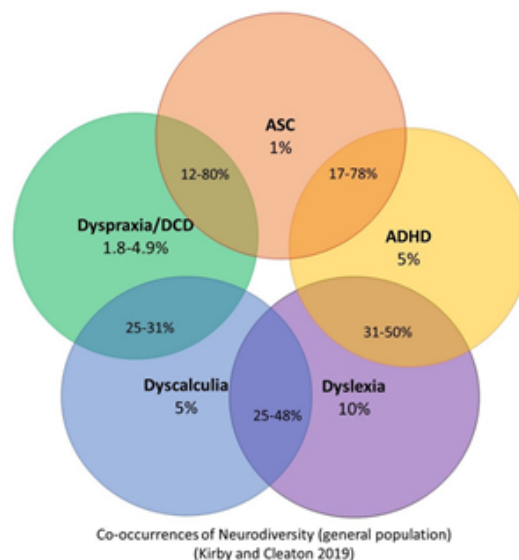 ASC
1%
12-80%
17-78%
Dyspraxia/DCD
1.8-4.9%
ADHD
5%
25-31%
31-50%
Dyscalculia
5%
25-48%
Dyslexia
10%
Co-occurrences of Neurodiversity (general population)
(Kirby and Cleaton 2019)